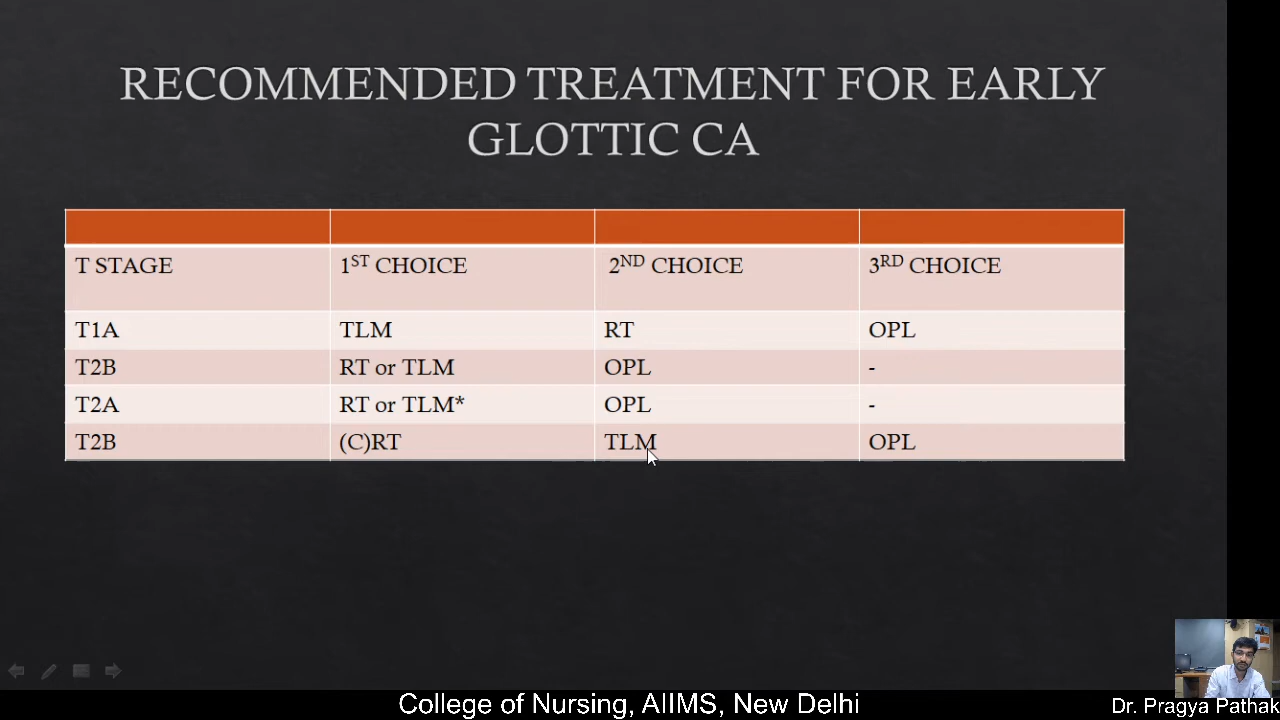 RECOMMENDED TREATMENT FOR EARLY
GLOTTIC CA
T STAGE 1ST CHOICE 2ND CHOICE 3RD CHOICE
T1A TLM RT OPL
T2B RT or TLM OPL -
T2A RT or TLM* OPL -
T2B (C)RT TLM OPL
College of Nursing, AIIMS, New Delhi
Dr. Pragya Pathak